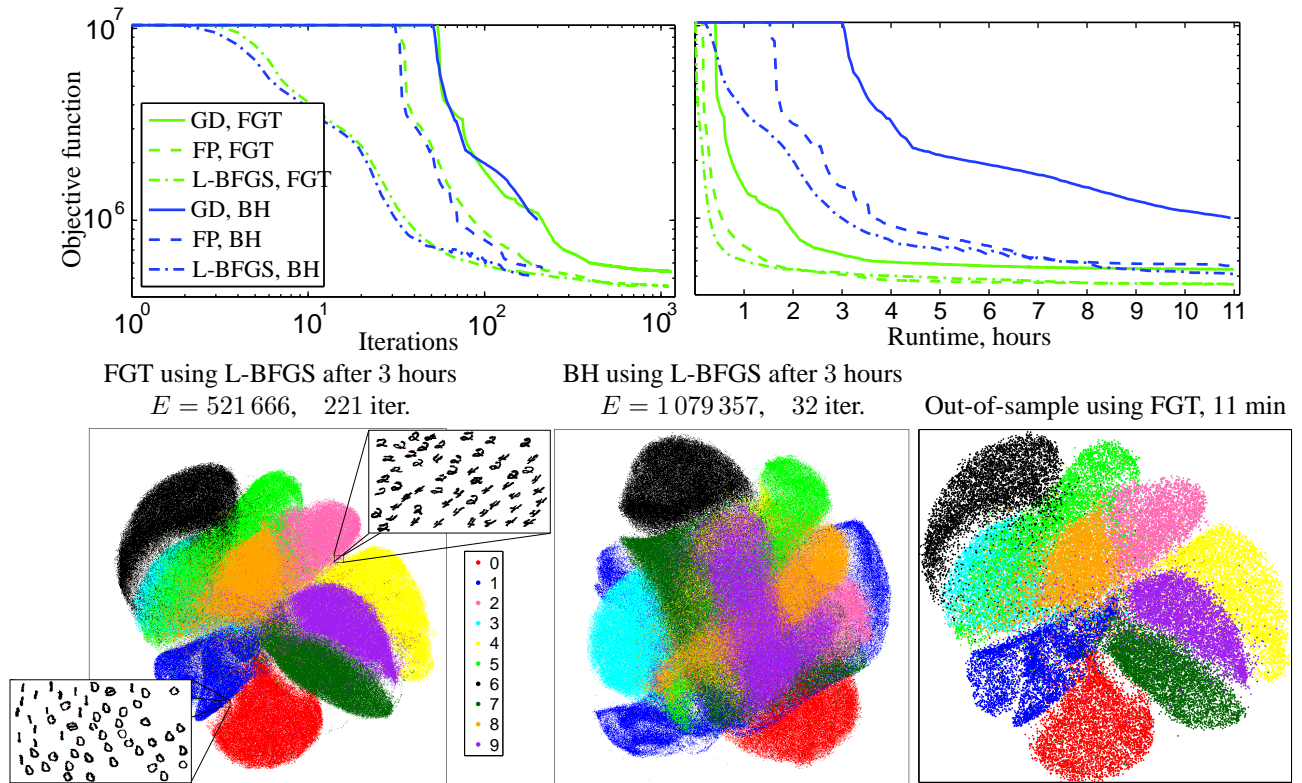 10^7
10^6
Objective function
GD, FGT
FP, FGT
L-BFGS, FGT
GD, BH
FP, BH
L-BFGS, BH
10^0 10^1 10^2 10^3
Iterations
1 2 3 4 5 6 7 8 9 10 11
Runtime, hours
FGT using L-BFGS after 3 hours
E = 521 666, 221 iter.
BH using L-BFGS after 3 hours
E = 1 079 357, 32 iter.
Out-of-sample using FGT, 11 min
0
1
2
3
4
5
6
7
8
9